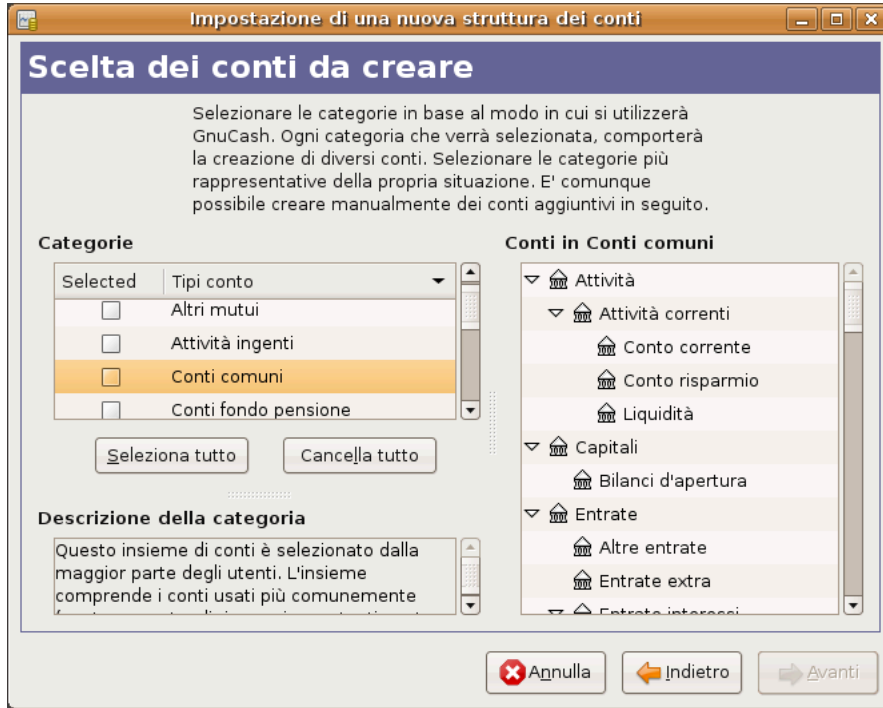 Impostazione di una nuova struttura dei conti
Scelta dei conti da creare
Selezionare le categorie in base al modo in cui si utilizzerà
GnuCash. Ogni categoria che verrà selezionata, comporterà
la creazione di diversi conti. Selezionare le categorie più
rappresentative della propria situazione. E' comunque
possibile creare manualmente dei conti aggiuntivi in seguito.
Categorie
Selected Tipi conto
Altri mutui
Attività ingenti
Conti comuni
Conti fondo pensione
Seleziona tutto Cancella tutto
Descrizione della categoria
Questo insieme di conti è selezionato dalla
maggior parte degli utenti. L'insieme
comprende i conti usati più comunemente
Conti in Conti comuni
Attività
Attività correnti
Conto corrente
Conto risparmio
Liquidità
Capitali
Bilanci d'apertura
Entrate
Altre entrate
Entrate extra
Entrate interessi
Annulla Indietro Avanti